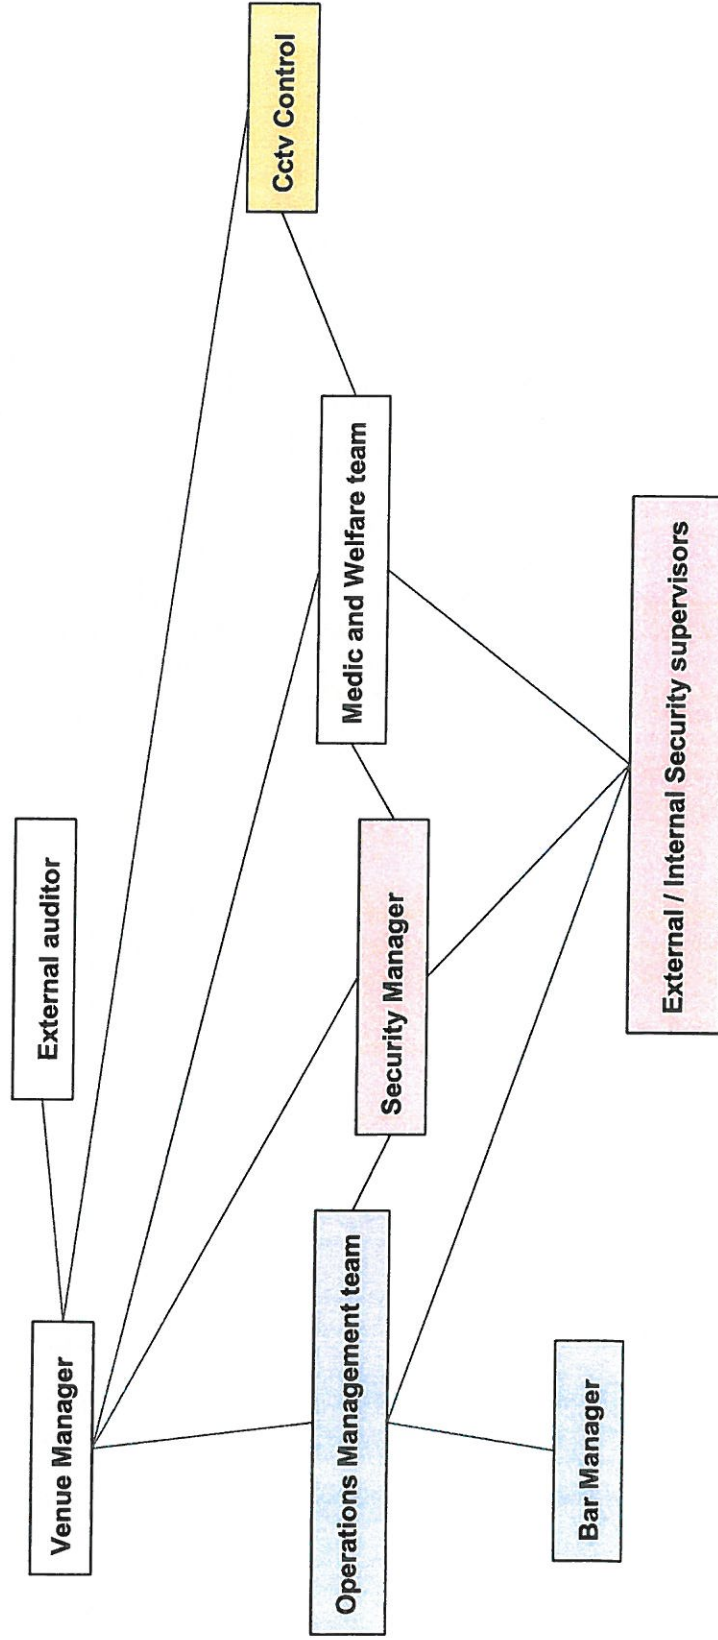 Venue Manager
External auditor
Operations Management team
Security Manager
Medic and Welfare team
Cctv Control
Bar Manager
External / Internal Security supervisors